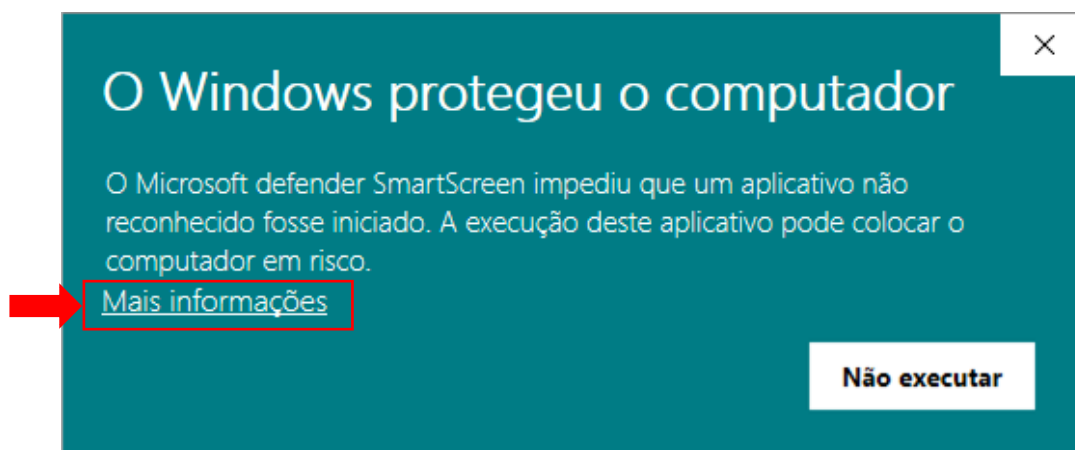 O Windows protegeu o computador
O Microsoft defender SmartScreen impediu que um aplicativo não
reconhecido fosse iniciado. A execução deste aplicativo pode colocar o
computador em risco.
Mais informações
Não executar